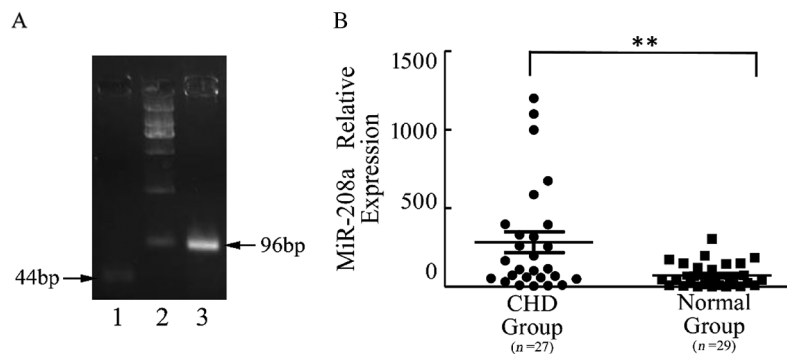 A
44bp
96bp
1 2 3
B
**
MiR-208a Relative
Expression
1500
1000
500
0
CHD
Group
(n=27)
Normal
Group
(n=29)